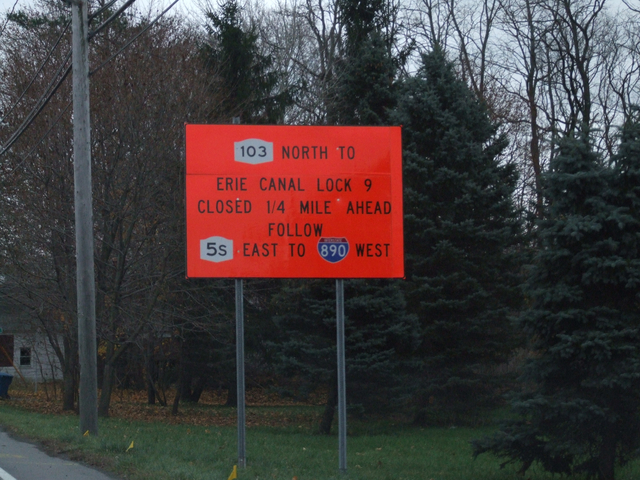 103 NORTH TO
ERIE CANAL LOCK 9
CLOSED 1/4 MILE AHEAD
FOLLOW
5S EAST TO 890 WEST